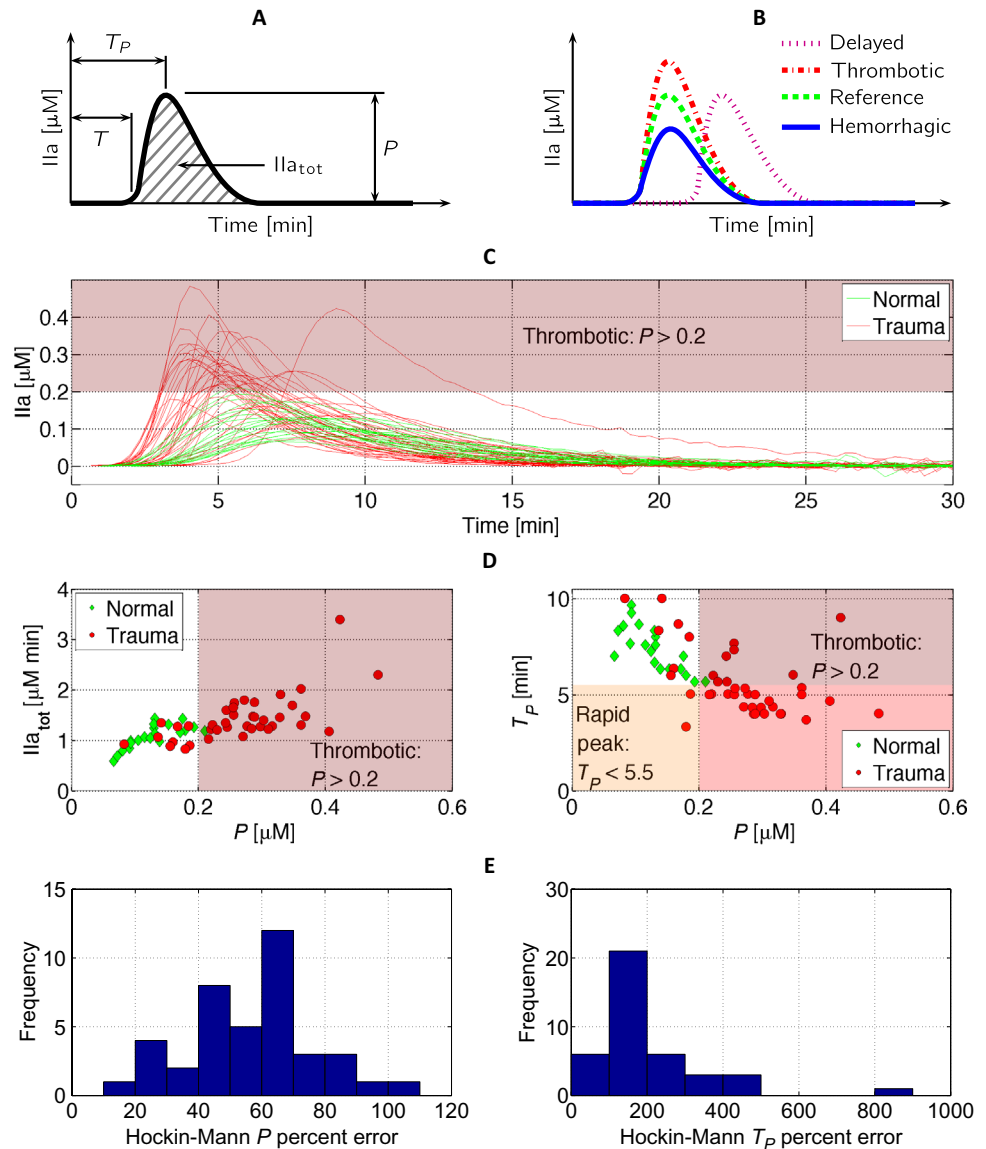 A
T_P
IIa [µM]
T
P
IIa_tot
Time [min]
B
Delayed
Thrombotic
Reference
Hemorrhagic
IIa [µM]
Time [min]
C
Normal
Trauma
Thrombotic: P > 0.2
IIa [µM]
0.4
0.3
0.2
0.1
0
0 5 10 15 20 25 30
Time [min]
D
Normal
Trauma
IIa_tot [µM min]
4
3
2
1
0
Thrombotic:
P > 0.2
0 0.2 0.4 0.6
P [µM]
T_P [min]
10
5
0
Thrombotic:
P > 0.2
Rapid
peak:
T_P < 5.5
Normal
Trauma
0 0.2 0.4 0.6
P [µM]
E
Frequency
15
10
5
0
0 20 40 60 80 100 120
Hockin-Mann P percent error
Frequency
30
20
10
0
0 200 400 600 800 1000
Hockin-Mann T_P percent error